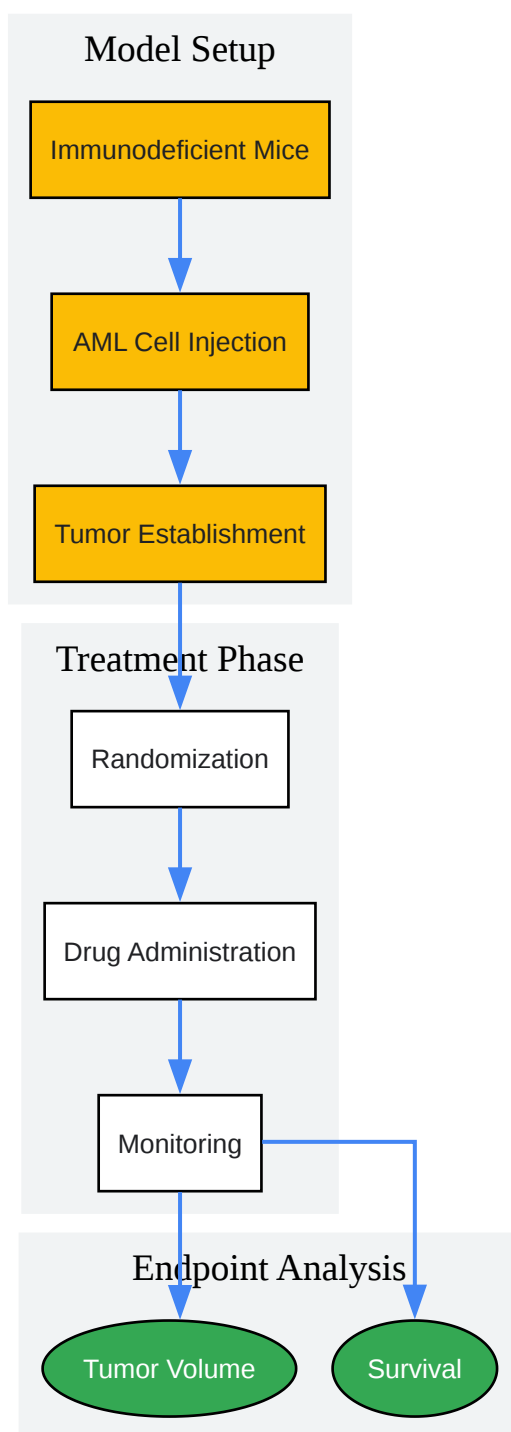 Model Setup
Immunodeficient Mice
AML Cell Injection
Tumor Establishment
Treatment Phase
Randomization
Drug Administration
Monitoring
Endpoint Analysis
Tumor Volume
Survival